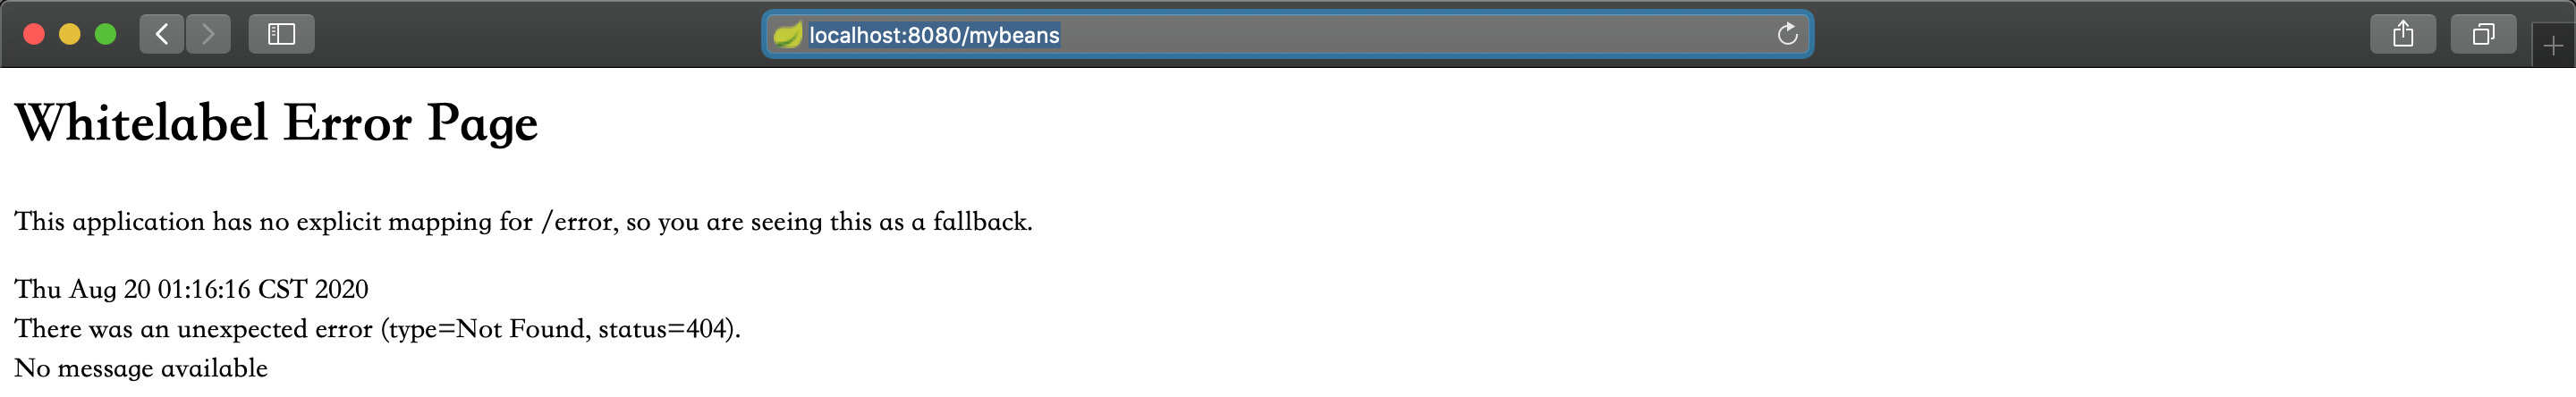 localhost:8080/mybeans
Whitelabel Error Page
This application has no explicit mapping for /error, so you are seeing this as a fallback.
Thu Aug 20 01:16:16 CST 2020
There was an unexpected error (type=Not Found, status=404).
No message available